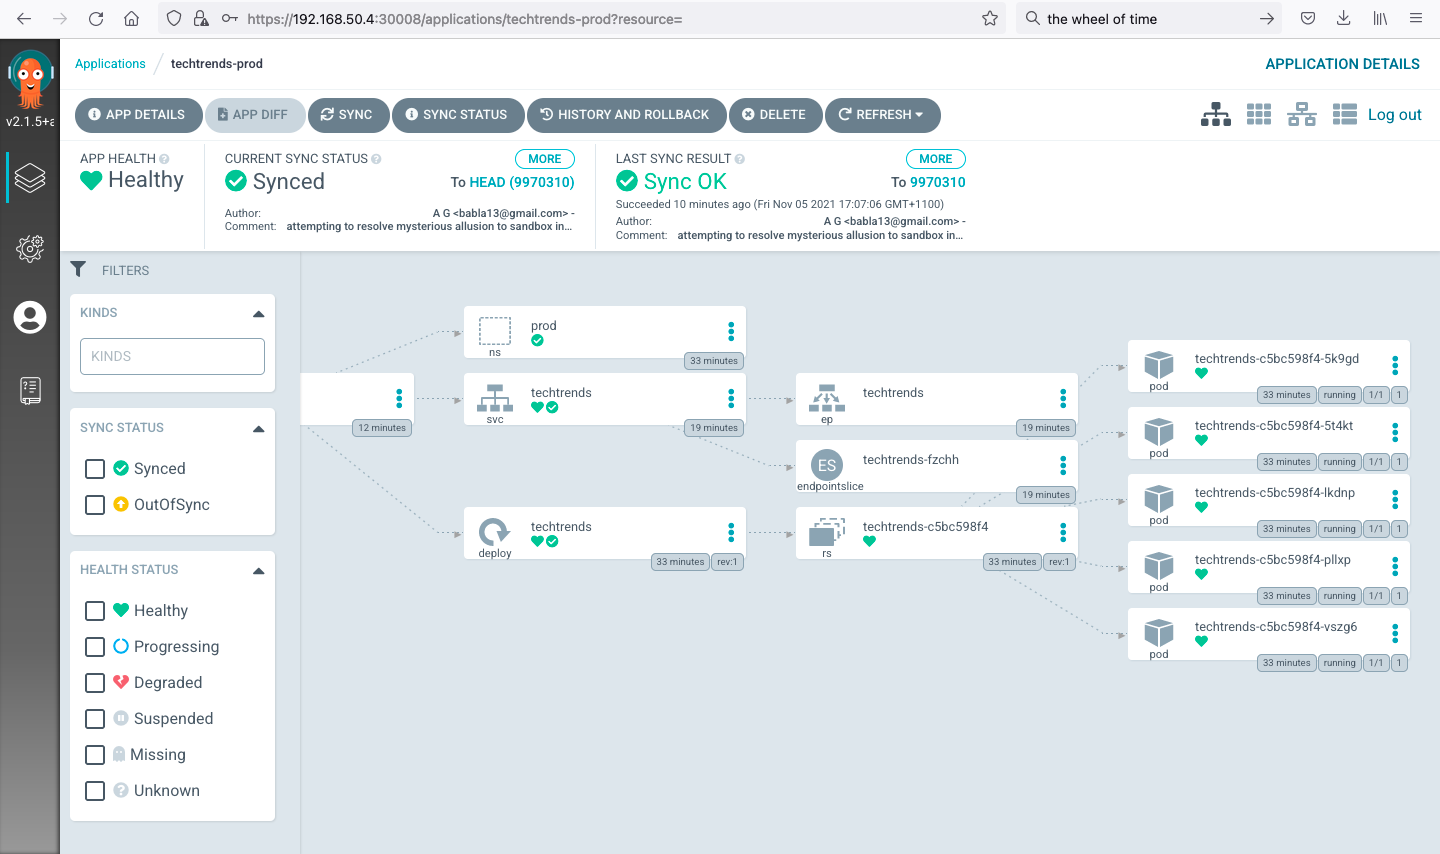 https://192.168.50.4:30008/applications/techtrends-prod?resource=
the wheel of time
v2.1.5+a
Applications
techtrends-prod
APPLICATION DETAILS
APP DETAILS
APP DIFF
SYNC
SYNC STATUS
HISTORY AND ROLLBACK
DELETE
REFRESH
Log out
APP HEALTH
Healthy
CURRENT SYNC STATUS
MORE
Synced
To HEAD (9970310)
Author: A G <babla13@gmail.com> -
Comment: attempting to resolve mysterious allusion to sandbox in...
LAST SYNC RESULT
MORE
Sync OK
To 9970310
Succeeded 10 minutes ago (Fri Nov 05 2021 17:07:06 GMT+1100)
Author: A G <babla13@gmail.com> -
Comment: attempting to resolve mysterious allusion to sandbox in...
FILTERS
KINDS
KINDS
SYNC STATUS
Synced
OutOfSync
HEALTH STATUS
Healthy
Progressing
Degraded
Suspended
Missing
Unknown
12 minutes
prod
ns
33 minutes
techtrends
svc
19 minutes
techtrends
deploy
33 minutes
rev:1
techtrends
ep
19 minutes
ES
techtrends-fzchh
endpointslice
19 minutes
techtrends-c5bc598f4
rs
33 minutes
rev:1
techtrends-c5bc598f4-5k9gd
pod
33 minutes running 1/1 1
techtrends-c5bc598f4-5t4kt
pod
33 minutes running 1/1 1
techtrends-c5bc598f4-lkdnp
pod
33 minutes running 1/1 1
techtrends-c5bc598f4-pllxp
pod
33 minutes running 1/1 1
techtrends-c5bc598f4-vszg6
pod
33 minutes running 1/1 1